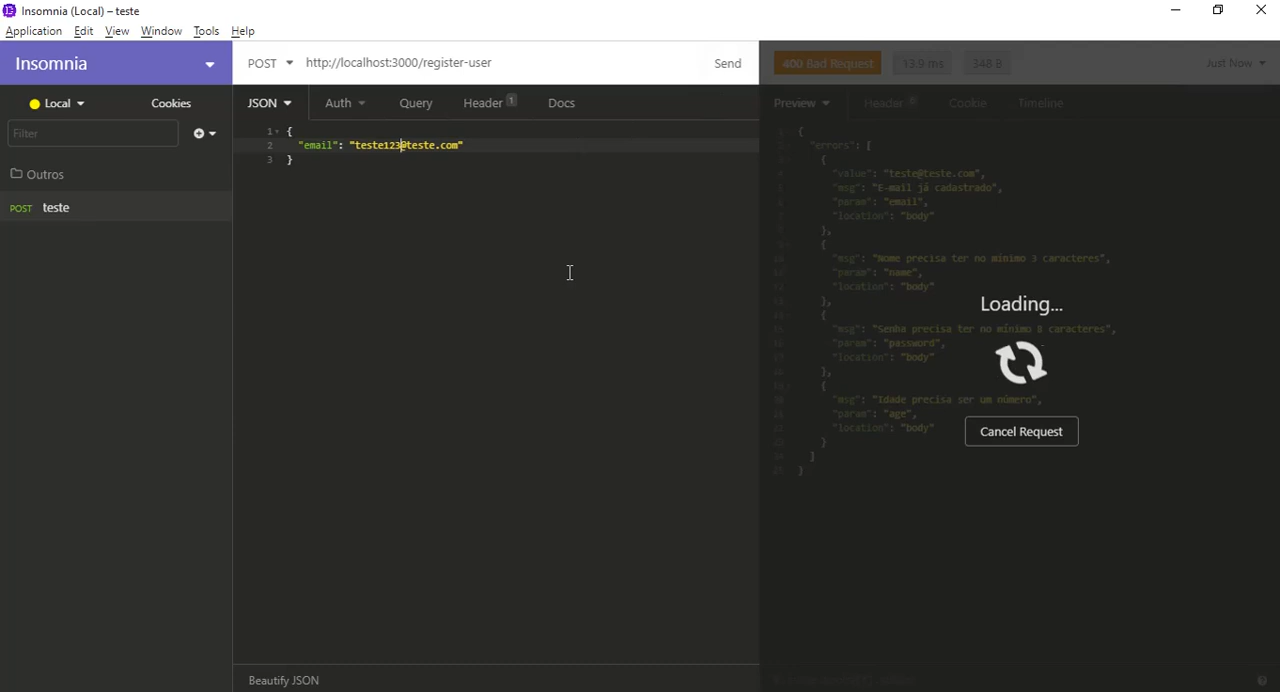 Insomnia (Local) – teste
Application Edit View Window Tools Help
Insomnia
POST http://localhost:3000/register-user Send
400 Bad Request 13.9 ms 348 B Just Now
Local Cookies
JSON Auth Query Header 1 Docs
Preview Header 6 Cookie Timeline
Filter
Outros
POST teste
1 {
2 "email": "teste123@teste.com"
3 }
{
"errors": [
{
"value": "teste@teste.com",
"msg": "E-mail já cadastrado",
"param": "email",
"location": "body"
},
{
"msg": "Nome precisa ter no mínimo 3 caracteres",
"param": "name",
"location": "body"
},
{
"msg": "Senha precisa ter no mínimo 8 caracteres",
"param": "password",
"location": "body"
},
{
"msg": "Idade precisa ser um número",
"param": "age",
"location": "body"
}
]
}
Loading...
Cancel Request
Beautify JSON